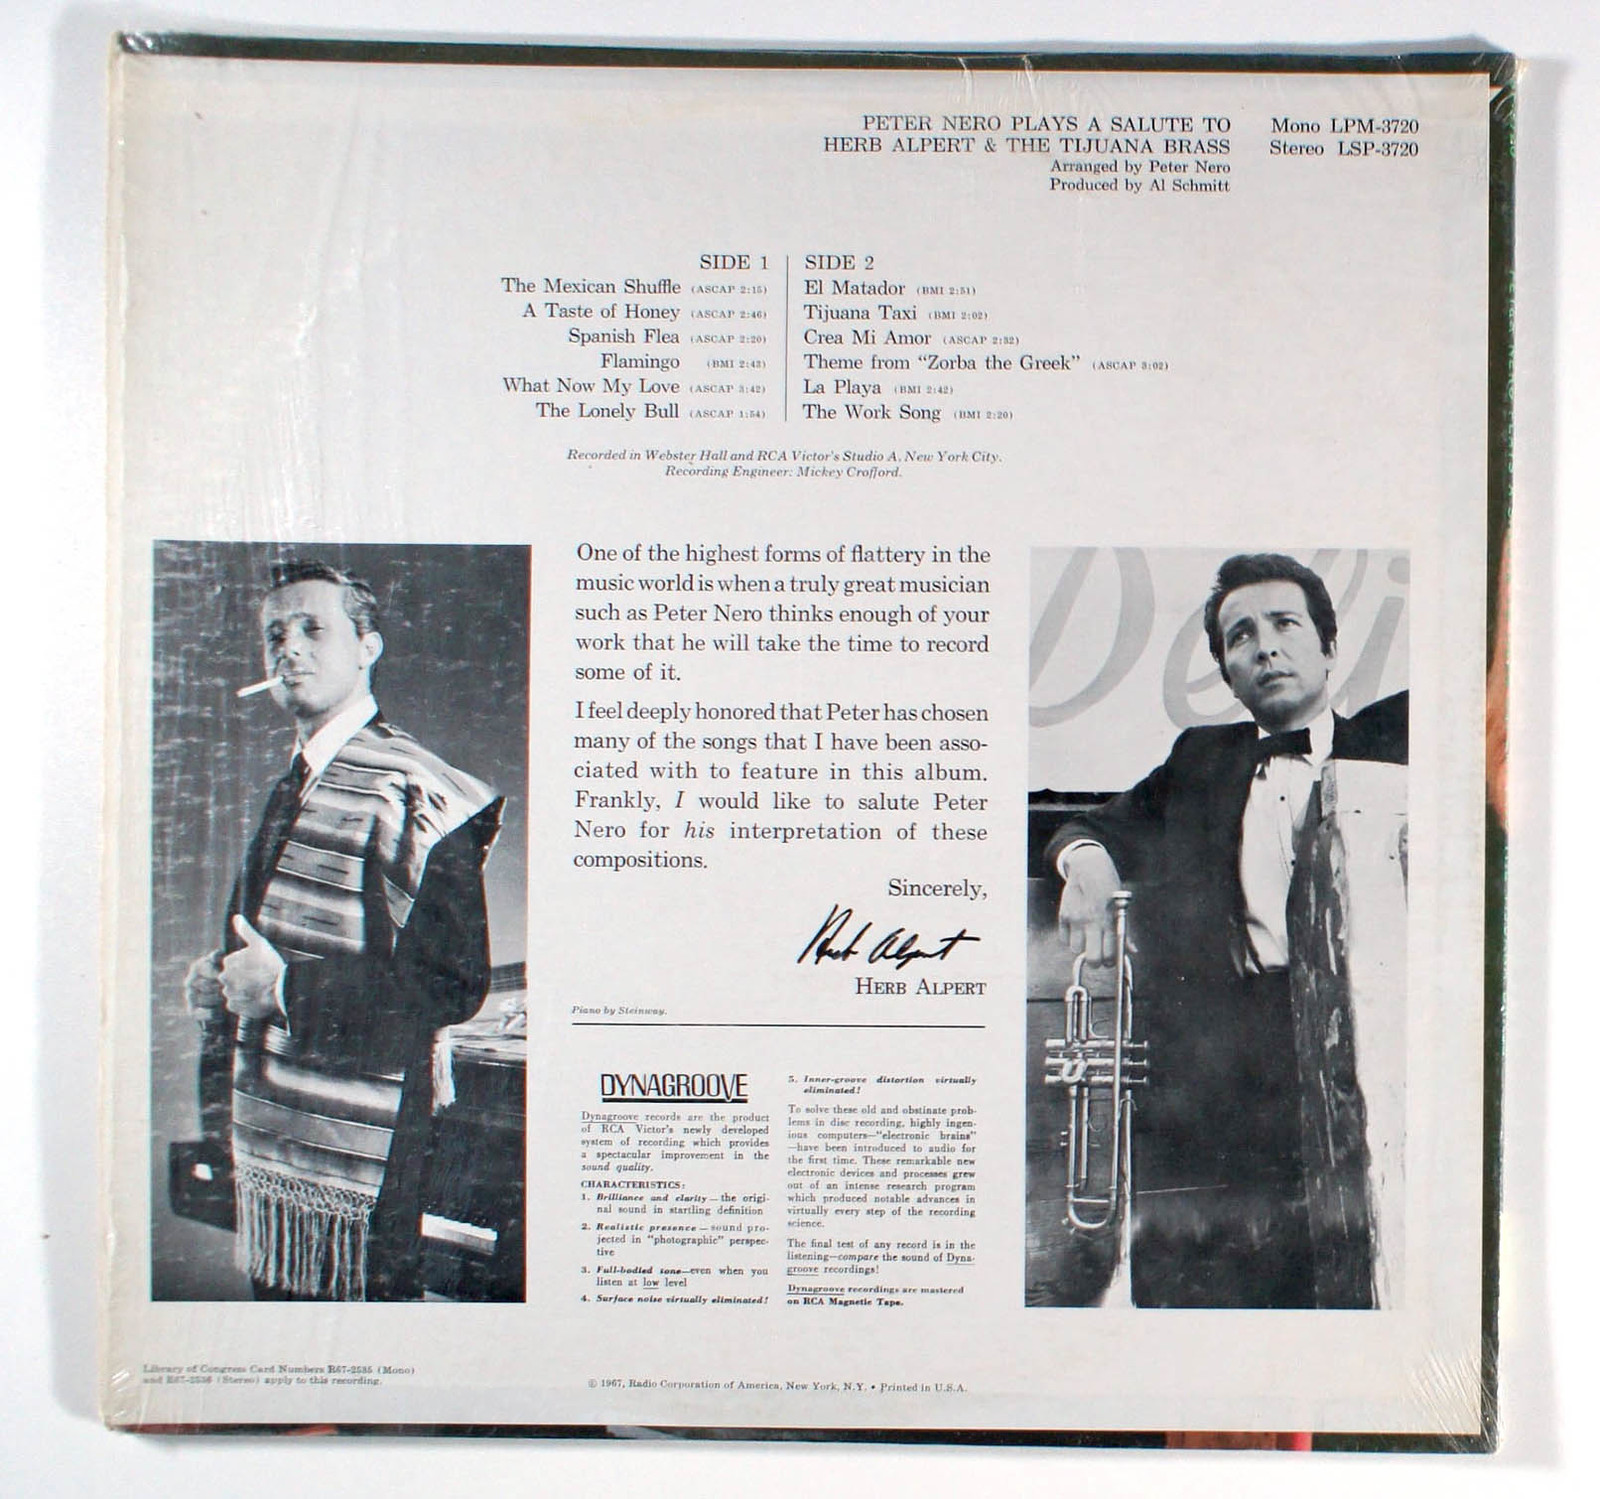 PETER NERO PLAYS A SALUTE TO
HERB ALPERT & THE TIJUANA BRASS
Arranged by Peter Nero
Produced by Al Schmitt
Mono LPM-3720
Stereo LSP-3720
SIDE 1
The Mexican Shuffle (ASCAP 2:15)
A Taste of Honey (ASCAP 2:46)
Spanish Flea (ASCAP 2:20)
Flamingo (BMI 2:43)
What Now My Love (ASCAP 3:42)
The Lonely Bull (ASCAP 1:54)
SIDE 2
El Matador (BMI 2:51)
Tijuana Taxi (BMI 2:02)
Crea Mi Amor (ASCAP 2:32)
Theme from “Zorba the Greek” (ASCAP 3:02)
La Playa (BMI 2:42)
The Work Song (BMI 2:20)
Recorded in Webster Hall and RCA Victor's Studio A, New York City.
Recording Engineer: Mickey Crofford.
One of the highest forms of flattery in the
music world is when a truly great musician
such as Peter Nero thinks enough of your
work that he will take the time to record
some of it.
I feel deeply honored that Peter has chosen
many of the songs that I have been asso-
ciated with to feature in this album.
Frankly, I would like to salute Peter
Nero for his interpretation of these
compositions.
Sincerely,
Herb Alpert
HERB ALPERT
Piano by Steinway.
DYNAGROOVE
Dynagroove records are the product
of RCA Victor's newly developed
system of recording which provides
a spectacular improvement in the
sound quality.
CHARACTERISTICS:
1. Brilliance and clarity—the origi-
nal sound in startling definition
2. Realistic presence—sound pro-
jected in "photographic" perspec-
tive
3. Full-bodied tone—even when you
listen at low level
4. Surface noise virtually eliminated!
5. Inner-groove distortion virtually
eliminated!
To solve these old and obstinate prob-
lems in disc recording, highly ingen-
ious computers—"electronic brains"
—have been introduced to audio for
the first time. These remarkable new
electronic devices and processes grew
out of an intense research program
which produced notable advances in
virtually every step of the recording
science.
The final test of any record is in the
listening—compare the sound of Dyna-
groove recordings!
Dynagroove recordings are mastered
on RCA Magnetic Tape.
Deli
Library of Congress Card Numbers R67-2535 (Mono)
and R67-2536 (Stereo) apply to this recording.
© 1967, Radio Corporation of America, New York, N.Y. • Printed in U.S.A.